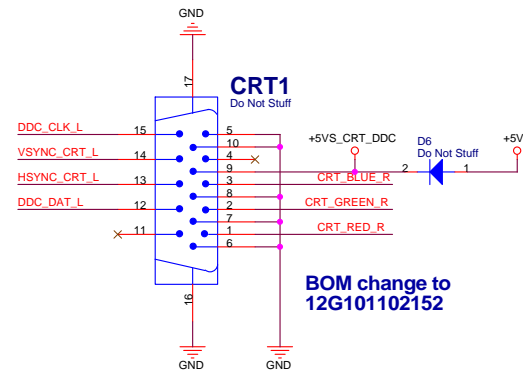 GND
17
CRT1
Do Not Stuff
DDC_CLK_L
15
5
10
+5VS_CRT_DDC
D6
Do Not Stuff
+5V
VSYNC_CRT_L
14
4
9
2
1
HSYNC_CRT_L
13
3
CRT_BLUE_R
8
DDC_DAT_L
12
2
CRT_GREEN_R
7
11
1
CRT_RED_R
6
BOM change to
12G101102152
16
GND
GND